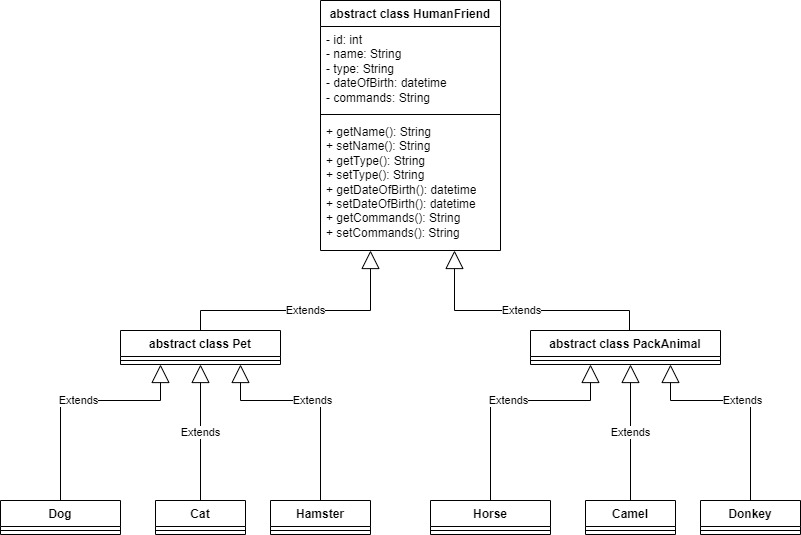 abstract class HumanFriend
- id: int
- name: String
- type: String
- dateOfBirth: datetime
- commands: String
+ getName(): String
+ setName(): String
+ getType(): String
+ setType(): String
+ getDateOfBirth(): datetime
+ setDateOfBirth(): datetime
+ getCommands(): String
+ setCommands(): String
Extends
Extends
abstract class Pet
abstract class PackAnimal
Extends
Extends
Extends
Extends
Extends
Extends
Dog
Cat
Hamster
Horse
Camel
Donkey